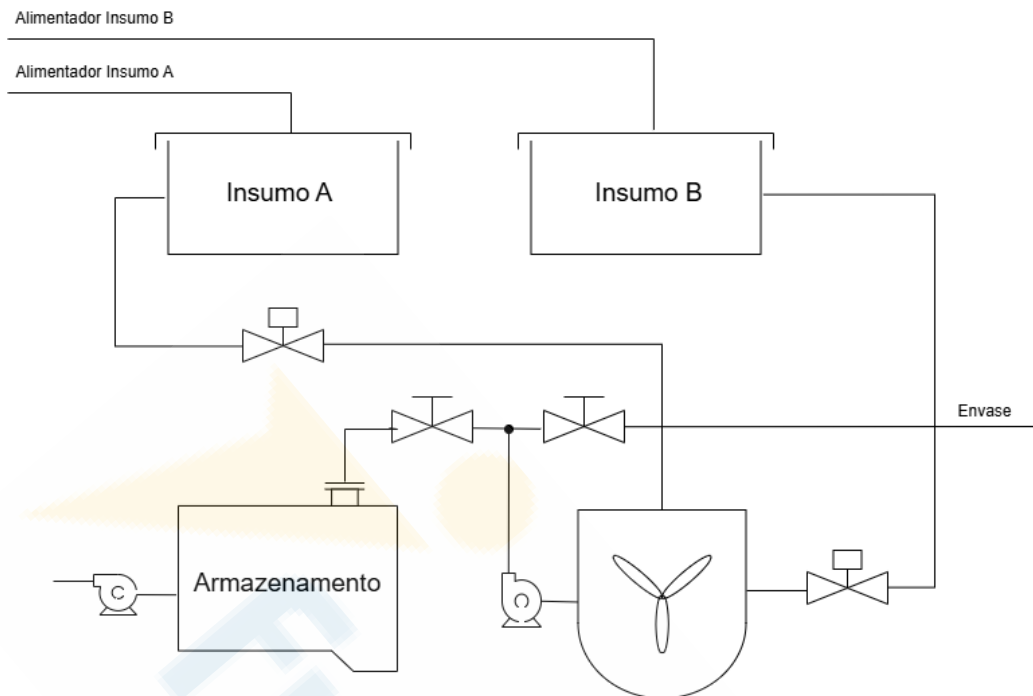 Alimentador Insumo B
Alimentador Insumo A
Insumo A
Insumo B
Envase
Armazenamento
C
C